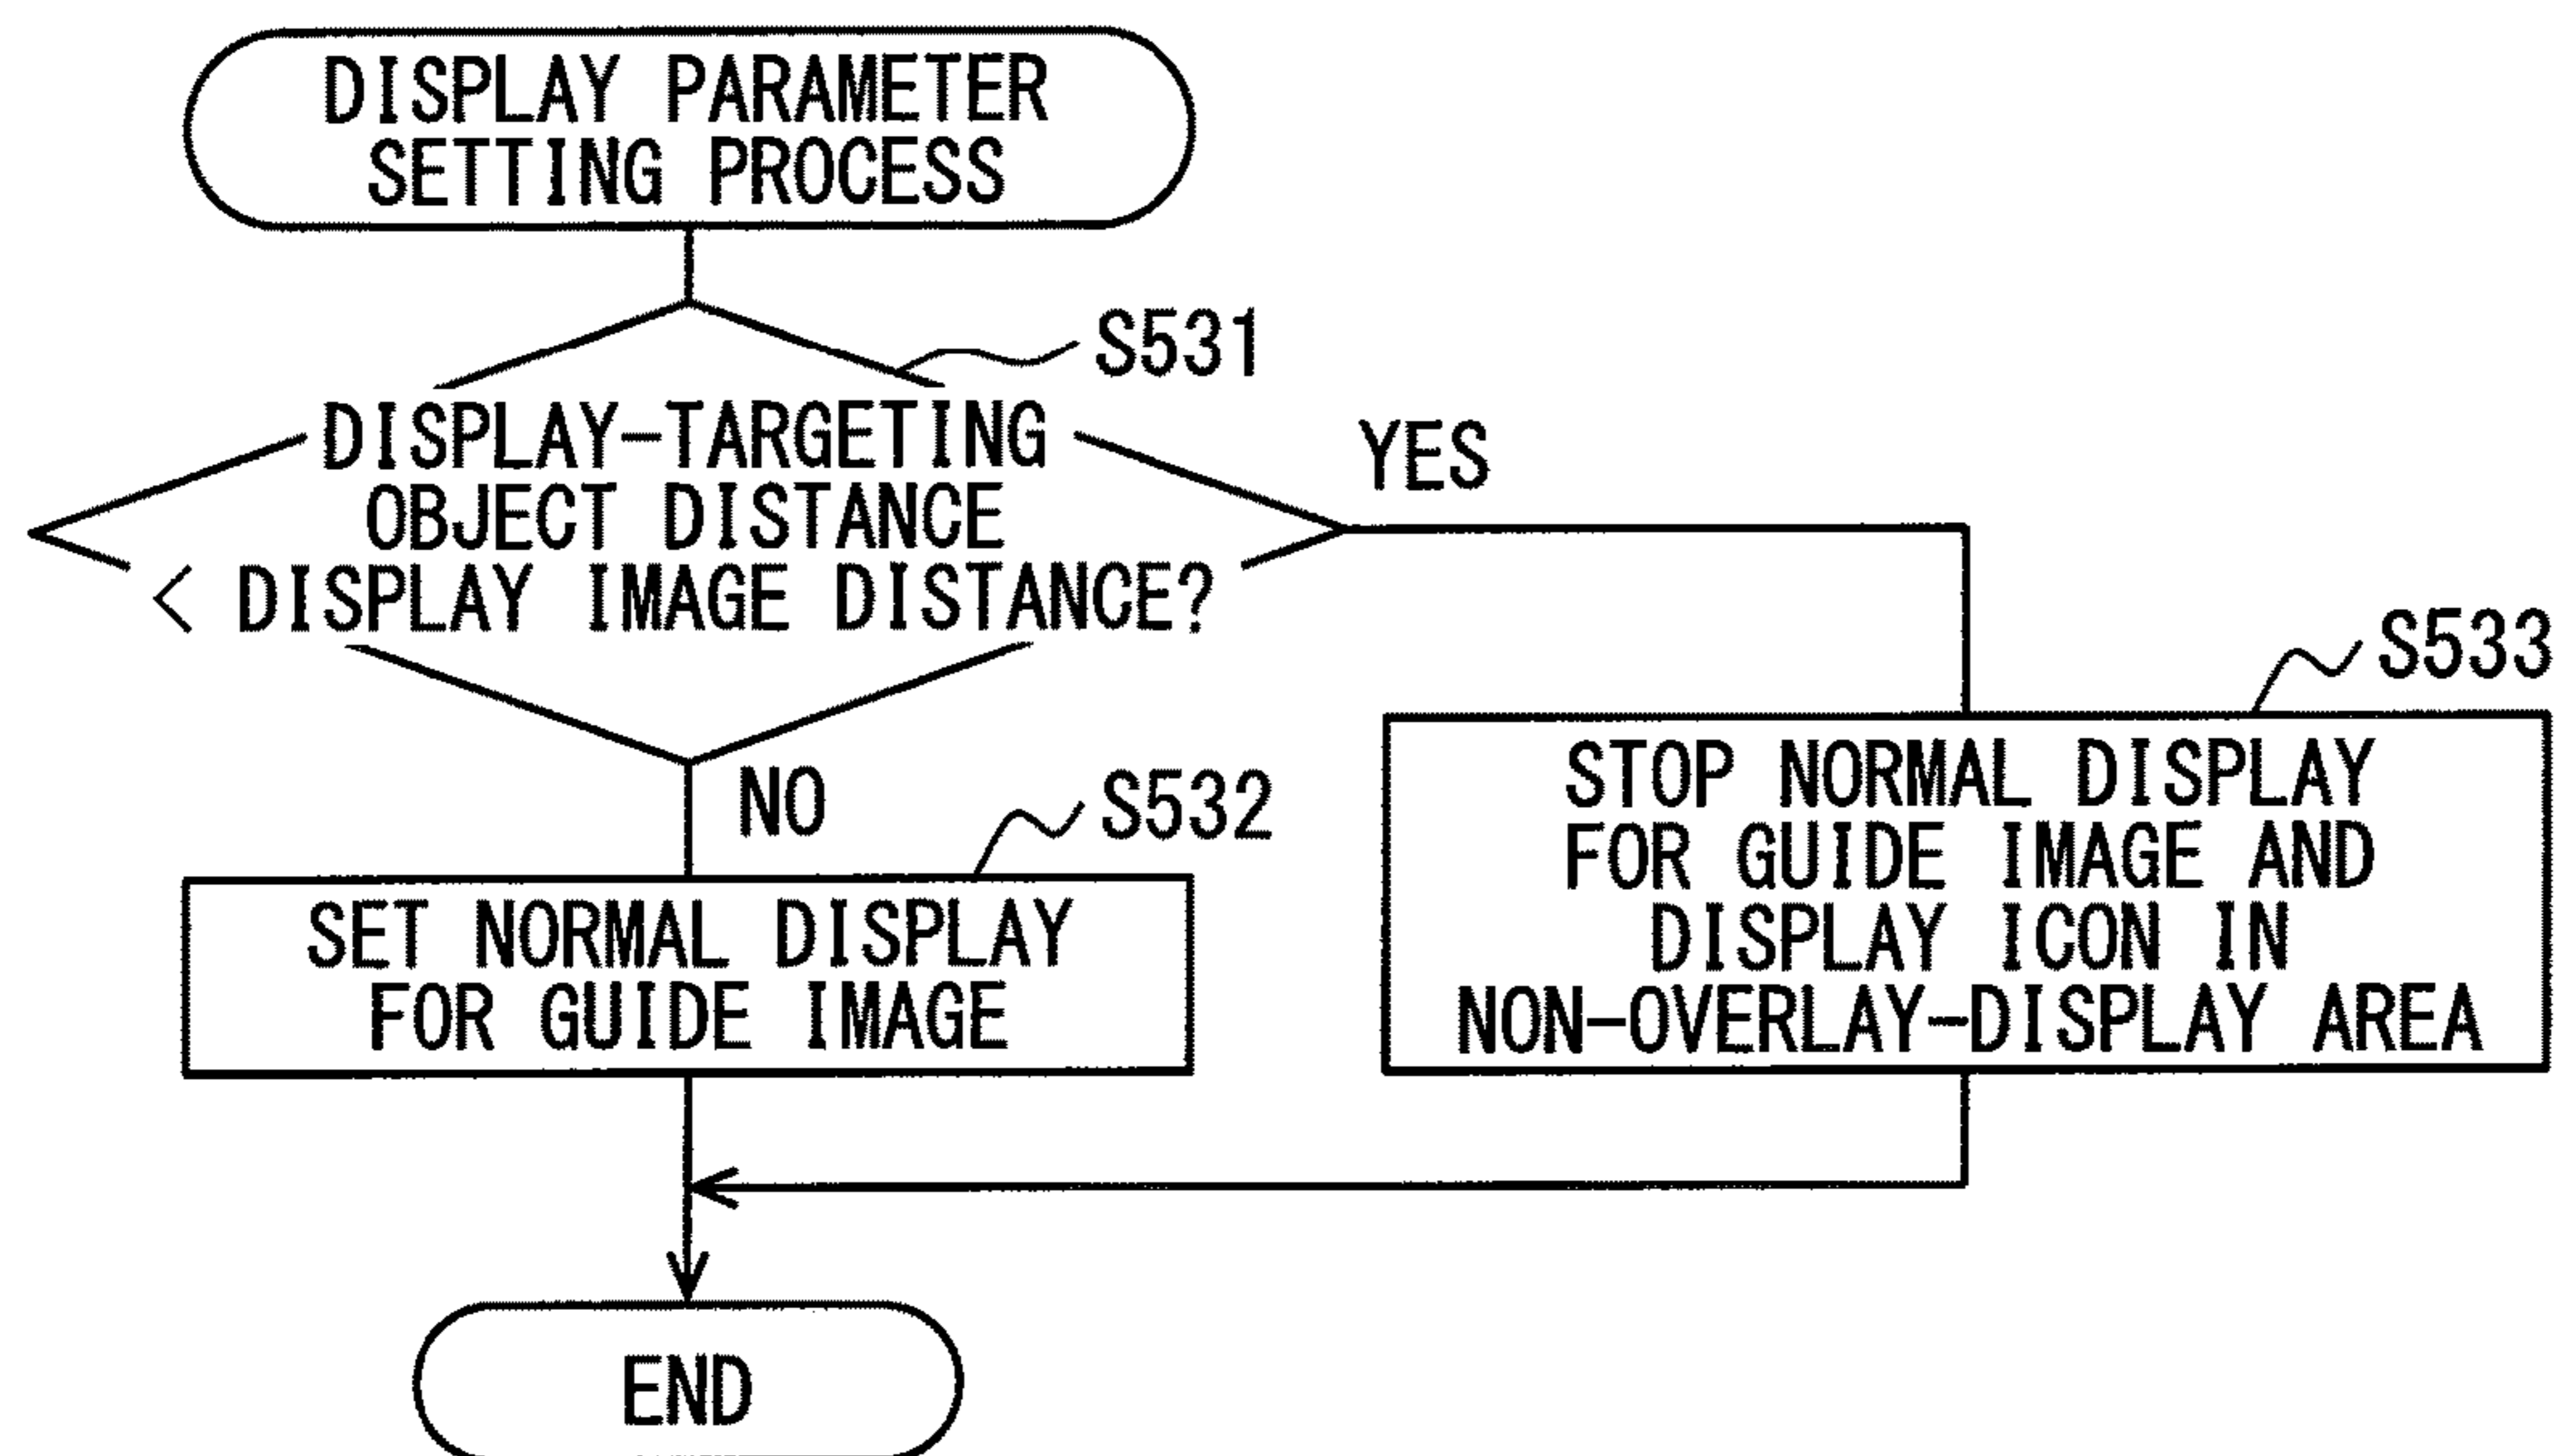 DISPLAY PARAMETER
SETTING PROCESS
S531
DISPLAY-TARGETING
OBJECT DISTANCE
< DISPLAY IMAGE DISTANCE?
YES
NO
S532
SET NORMAL DISPLAY
FOR GUIDE IMAGE
S533
STOP NORMAL DISPLAY
FOR GUIDE IMAGE AND
DISPLAY ICON IN
NON-OVERLAY-DISPLAY AREA
END